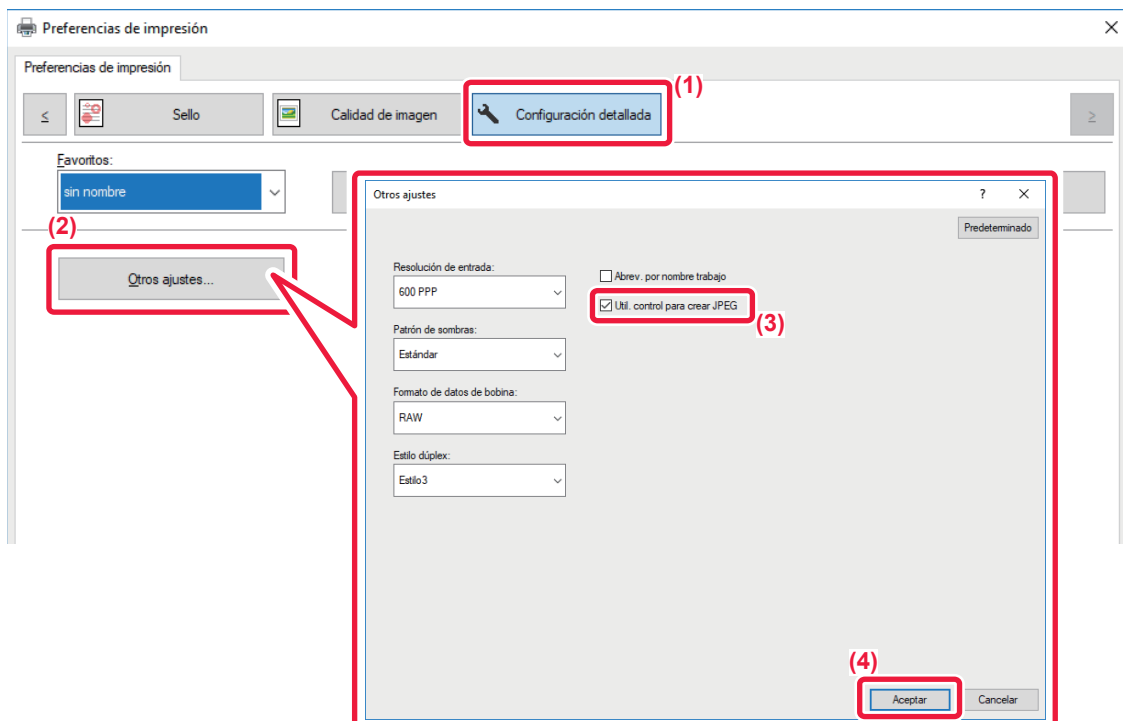 Preferencias de impresión
Preferencias de impresión
(1)
≤
Sello
Calidad de imagen
Configuración detallada
≥
Favoritos:
sin nombre
(2)
Otros ajustes...
Otros ajustes
?
Predeterminado
Resolución de entrada:
600 PPP
Abrev. por nombre trabajo
Util. control para crear JPEG
(3)
Patrón de sombras:
Estándar
Formato de datos de bobina:
RAW
Estilo dúplex:
Estilo3
(4)
Aceptar
Cancelar